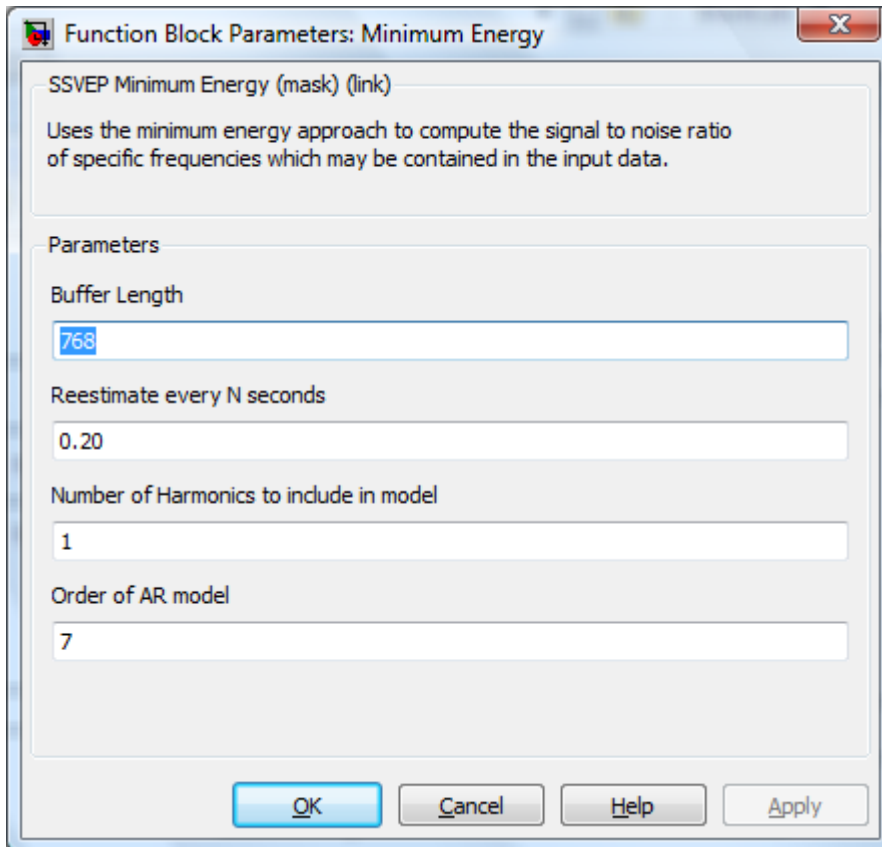 Function Block Parameters: Minimum Energy
SSVEP Minimum Energy (mask) (link)
Uses the minimum energy approach to compute the signal to noise ratio
of specific frequencies which may be contained in the input data.
Parameters
Buffer Length
768
Reestimate every N seconds
0.20
Number of Harmonics to include in model
1
Order of AR model
7
OK Cancel Help Apply